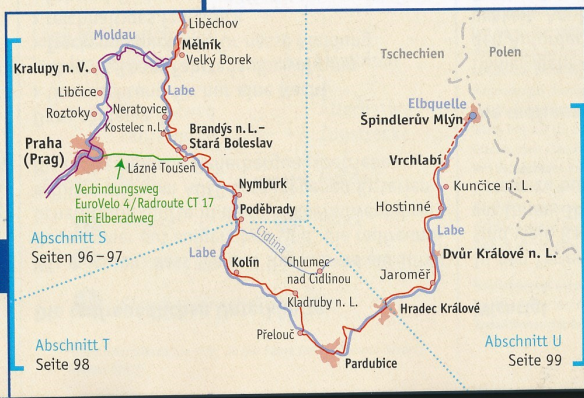 Liběchov
Moldau
Mělník
Velký Borek
Kralupy n. V.
Libčice
Roztoky
Labe
Neratovice
Kostelec n.L.
Brandýs n. L.–
Stará Boleslav
Praha
(Prag)
Lázně Toušeň
Verbindungsweg
EuroVelo 4/Radroute CT 17
mit Elberadweg
Abschnitt S
Seiten 96–97
Nymburk
Poděbrady
Cidlina
Labe
Kolín
Chlumec
nad Cidlinou
Kladruby n. L.
Přelouč
Pardubice
Abschnitt T
Seite 98
Tschechien
Polen
Elbquelle
Špindlerův Mlýn
Vrchlabí
Kunčice n. L.
Hostinné
Labe
Dvůr Králové n. L.
Jaroměř
Hradec Králové
Abschnitt U
Seite 99